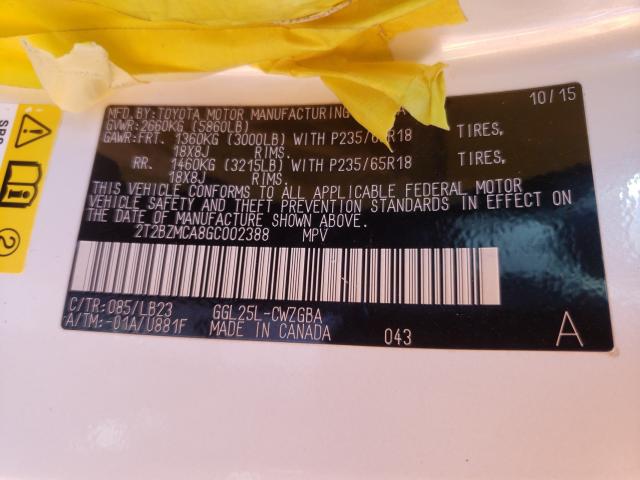 MFD. BY: TOYOTA MOTOR MANUFACTURING 10/15
GVWR: 2660KG (5860LB)
GAWR: FRT. 1360KG (3000LB) WITH P235/65R18 TIRES,
18X8J RIMS.
RR. 1460KG (3215LB) WITH P235/65R18 TIRES,
18X8J RIMS.
THIS VEHICLE CONFORMS TO ALL APPLICABLE FEDERAL MOTOR
VEHICLE SAFETY AND THEFT PREVENTION STANDARDS IN EFFECT ON
THE DATE OF MANUFACTURE SHOWN ABOVE.
2T2BZMCA8GC002388 MPV
C/TR: 085/LB23 GGL25L-CWZGBA
A/TM: -01A/U881F MADE IN CANADA 043 A
2